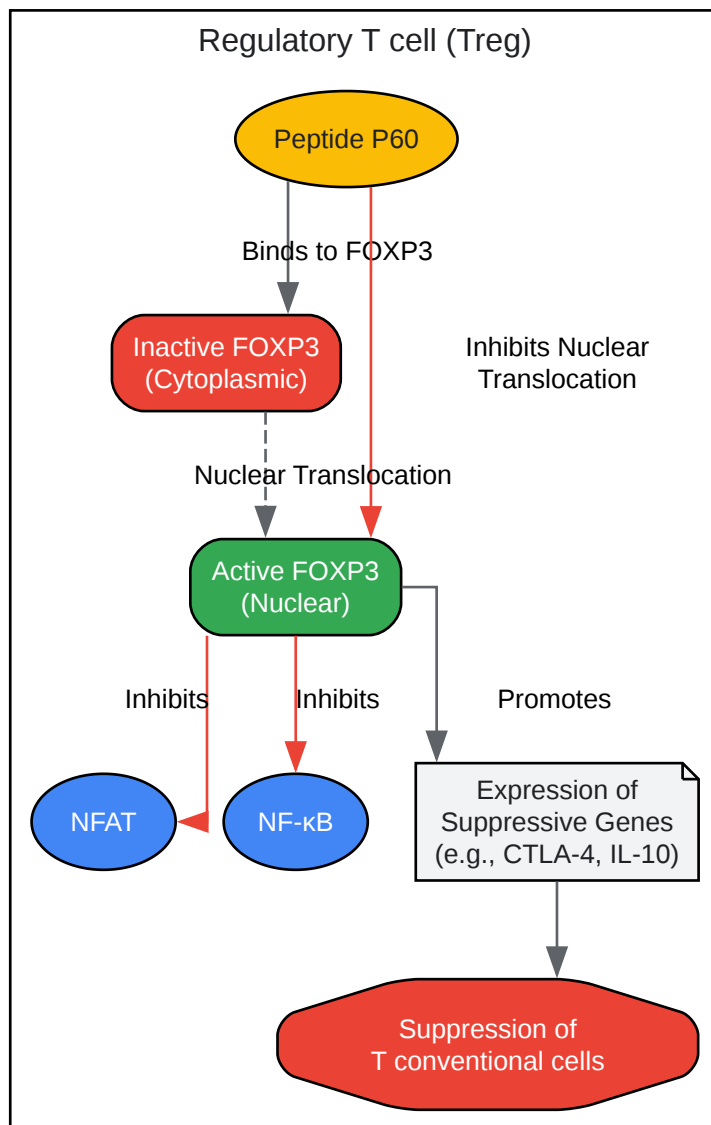 Regulatory T cell (Treg)
Peptide P60
Binds to FOXP3
Inactive FOXP3
(Cytoplasmic)
Inhibits Nuclear
Translocation
Nuclear Translocation
Active FOXP3
(Nuclear)
Inhibits
Inhibits
Promotes
NFAT
NF-κB
Expression of
Suppressive Genes
(e.g., CTLA-4, IL-10)
Suppression of
T conventional cells